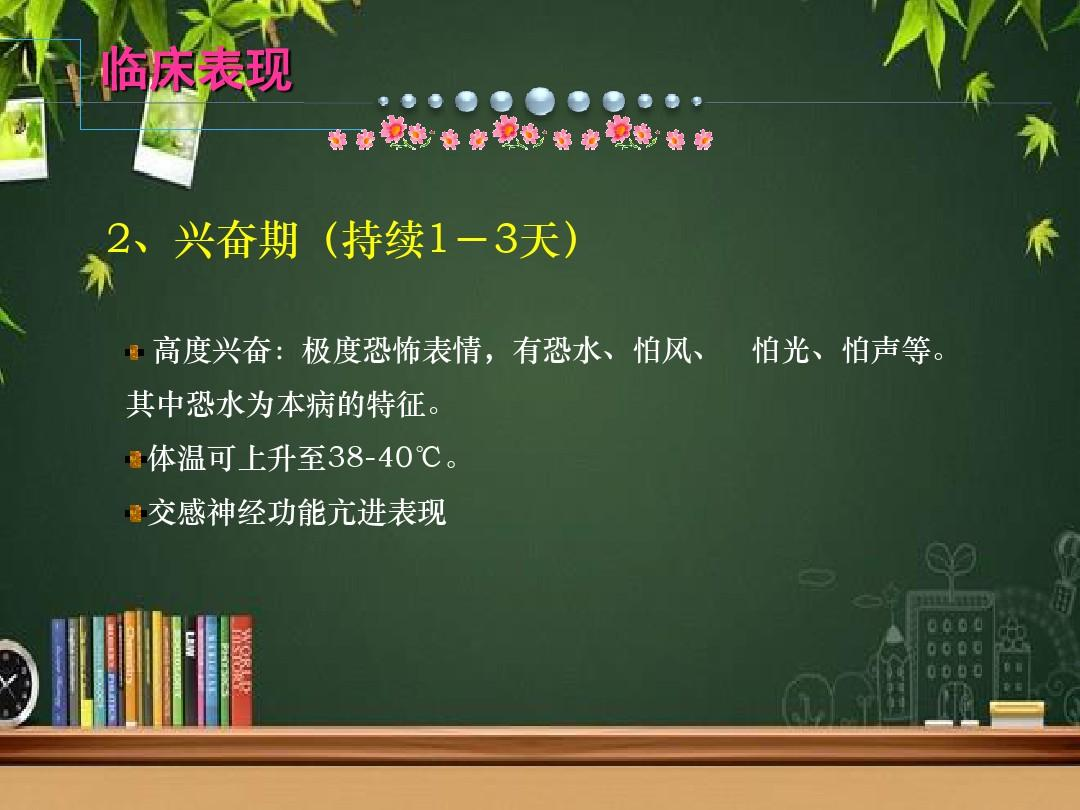 临床表现
2、兴奋期（持续1－3天）
高度兴奋：极度恐怖表情，有恐水、怕风、 怕光、怕声等。
其中恐水为本病的特征。
体温可上升至38-40℃。
交感神经功能亢进表现
LAW
WORLD HISTORY